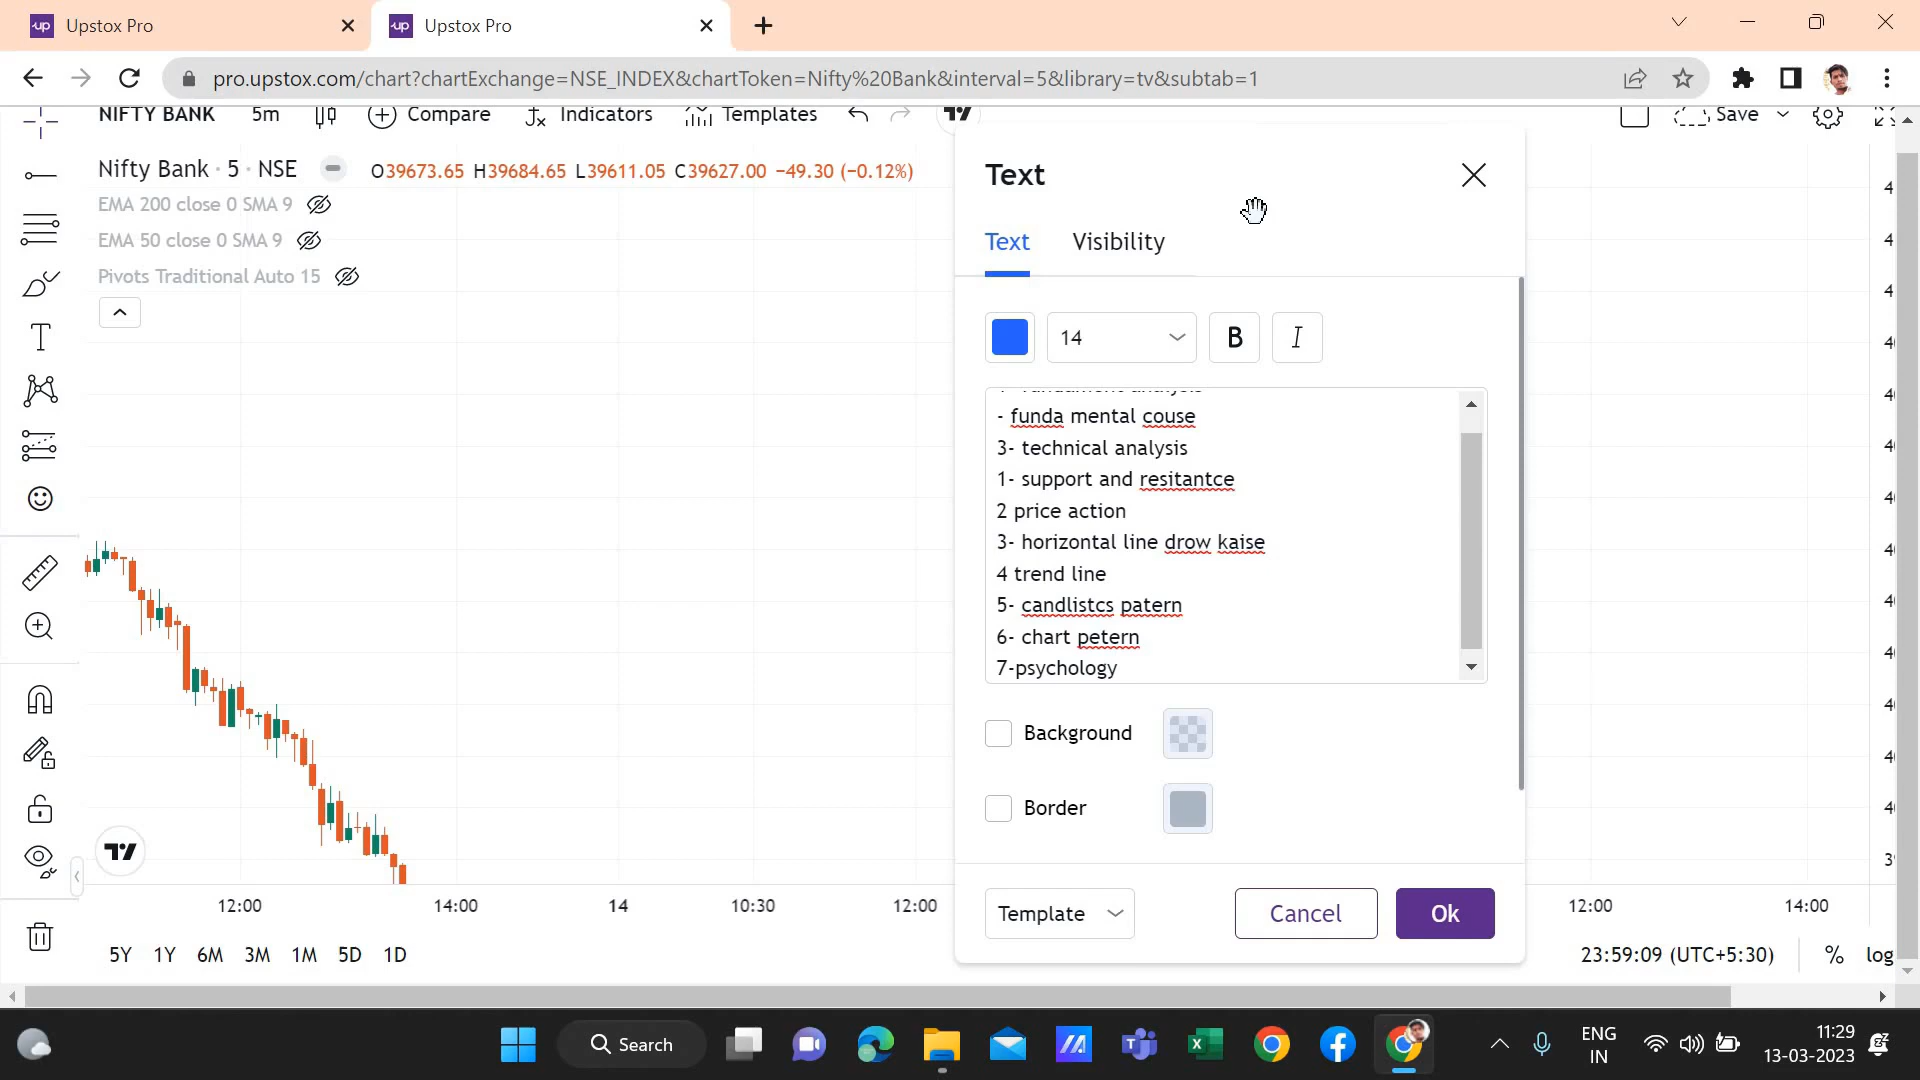 Upstox Pro
Upstox Pro
pro.upstox.com/chart?chartExchange=NSE_INDEX&chartToken=Nifty%20Bank&interval=5&library=tv&subtab=1
NIFTY BANK 5m Compare Indicators Templates Save
Nifty Bank · 5 · NSE O39673.65 H39684.65 L39611.05 C39627.00 −49.30 (−0.12%)
EMA 200 close 0 SMA 9
EMA 50 close 0 SMA 9
Pivots Traditional Auto 15
Text
Text Visibility
14 B I
- funda mental couse
3- technical analysis
1- support and resitantce
2 price action
3- horizontal line drow kaise
4 trend line
5- candlistcs patern
6- chart petern
7-psychology
Background
Border
Template Cancel Ok
12:00 14:00 14 10:30 12:00 12:00 14:00
5Y 1Y 6M 3M 1M 5D 1D
23:59:09 (UTC+5:30) % log
Search
ENG
IN
11:29
13-03-2023